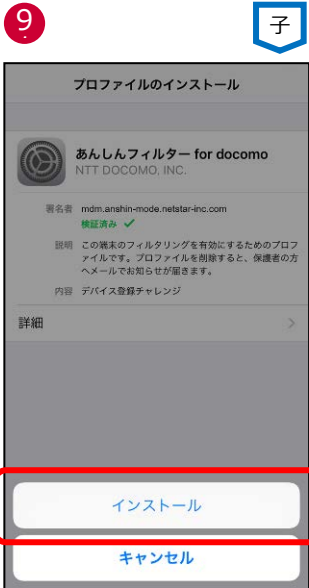 9
子
プロファイルのインストール
あんしんフィルター for docomo
NTT DOCOMO, INC.
署名者 mdm.anshin-mode.netstar-inc.com
検証済み ✓
説明 この端末のフィルタリングを有効にするためのプロフ
ァイルです。プロファイルを削除すると、保護者の方
へメールでお知らせが届きます。
内容 デバイス登録チャレンジ
詳細
インストール
キャンセル